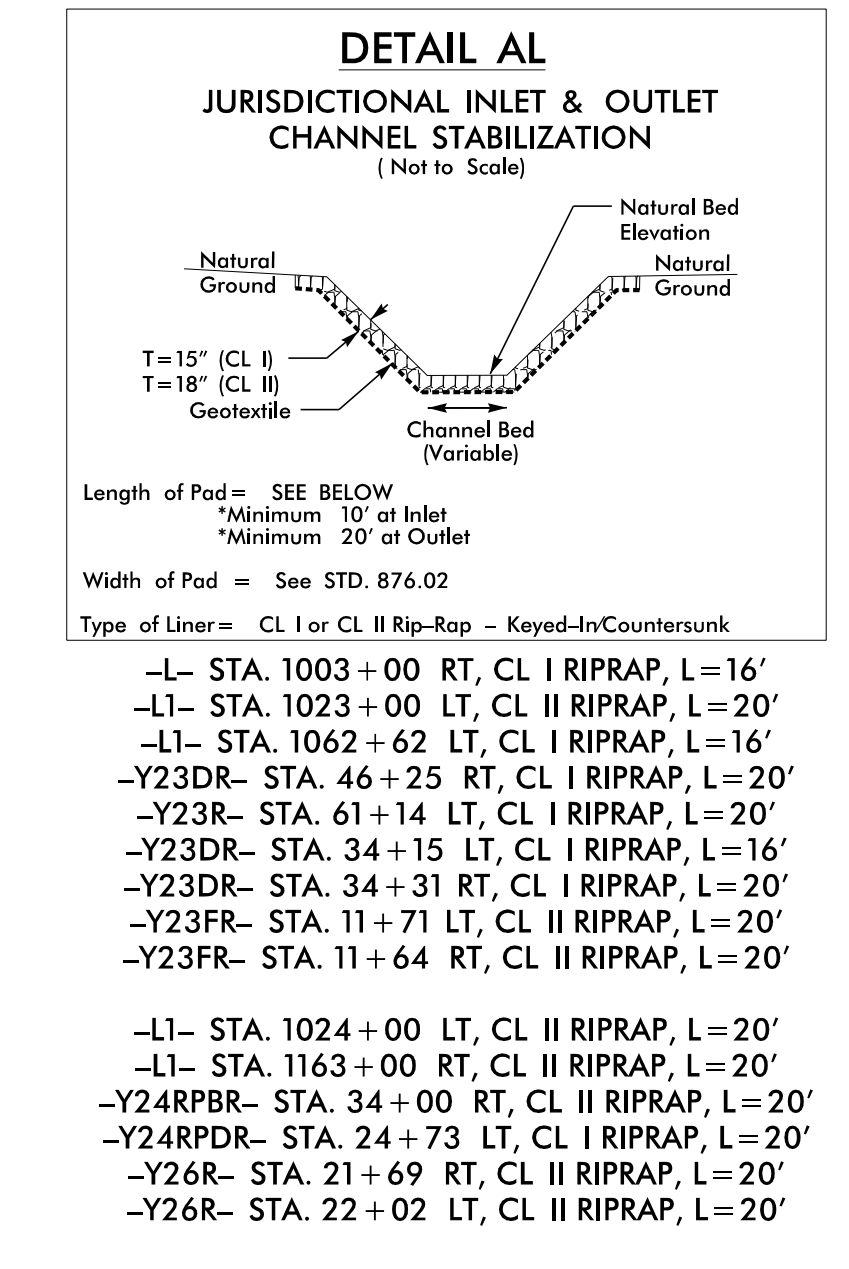 DETAIL AL
JURISDICTIONAL INLET & OUTLET
CHANNEL STABILIZATION
( Not to Scale)
Natural Bed
Elevation
Natural
Ground
Natural
Ground
T=15" (CL I)
T=18" (CL II)
Geotextile
Channel Bed
(Variable)
Length of Pad= SEE BELOW
*Minimum 10' at Inlet
*Minimum 20' at Outlet
Width of Pad = See STD. 876.02
Type of Liner= CL I or CL II Rip-Rap - Keyed-In/Countersunk
-L- STA. 1003+00 RT, CL I RIPRAP, L=16'
-L1- STA. 1023+00 LT, CL II RIPRAP, L=20'
-L1- STA. 1062+62 LT, CL I RIPRAP, L=16'
-Y23DR- STA. 46+25 RT, CL I RIPRAP, L=20'
-Y23R- STA. 61+14 LT, CL I RIPRAP, L=20'
-Y23DR- STA. 34+15 LT, CL I RIPRAP, L=16'
-Y23DR- STA. 34+31 RT, CL I RIPRAP, L=20'
-Y23FR- STA. 11+71 LT, CL II RIPRAP, L=20'
-Y23FR- STA. 11+64 RT, CL II RIPRAP, L=20'
-L1- STA. 1024+00 LT, CL II RIPRAP, L=20'
-L1- STA. 1163+00 RT, CL II RIPRAP, L=20'
-Y24RPBR- STA. 34+00 RT, CL II RIPRAP, L=20'
-Y24RPDR- STA. 24+73 LT, CL I RIPRAP, L=20'
-Y26R- STA. 21+69 RT, CL II RIPRAP, L=20'
-Y26R- STA. 22+02 LT, CL II RIPRAP, L=20'